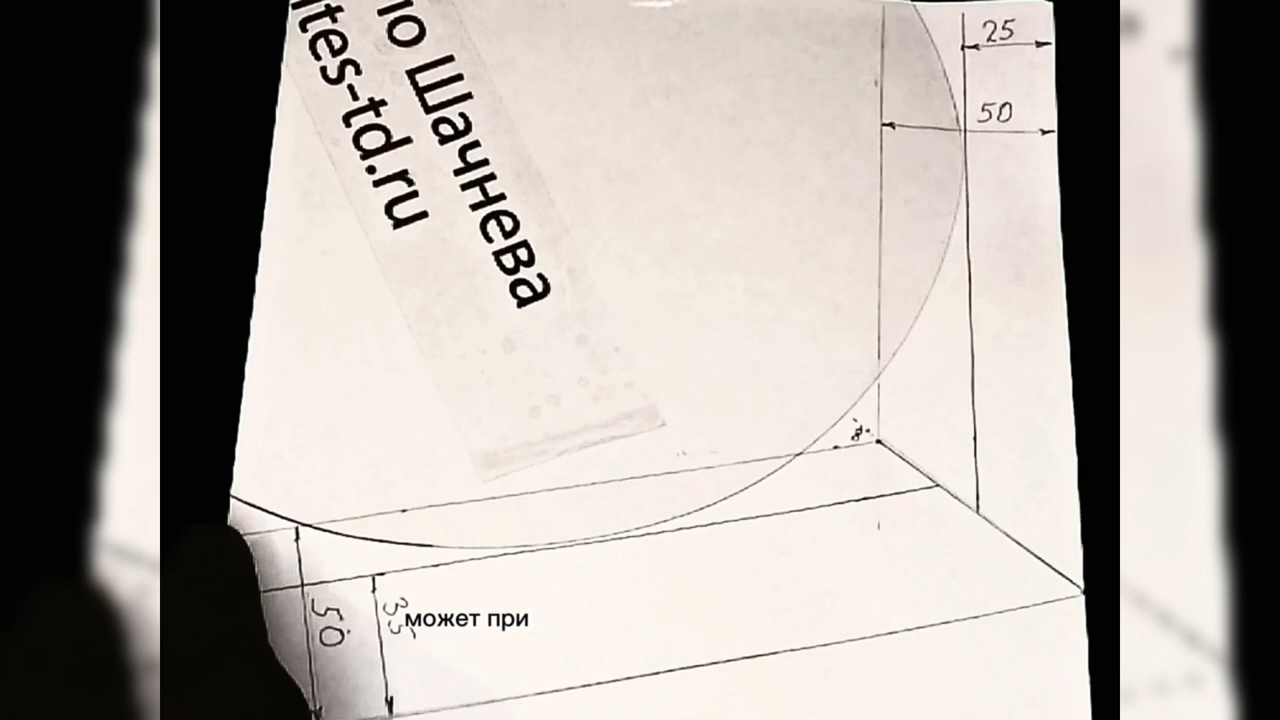 ю Шачнева
ites-td.ru
25
50
50
35
может при